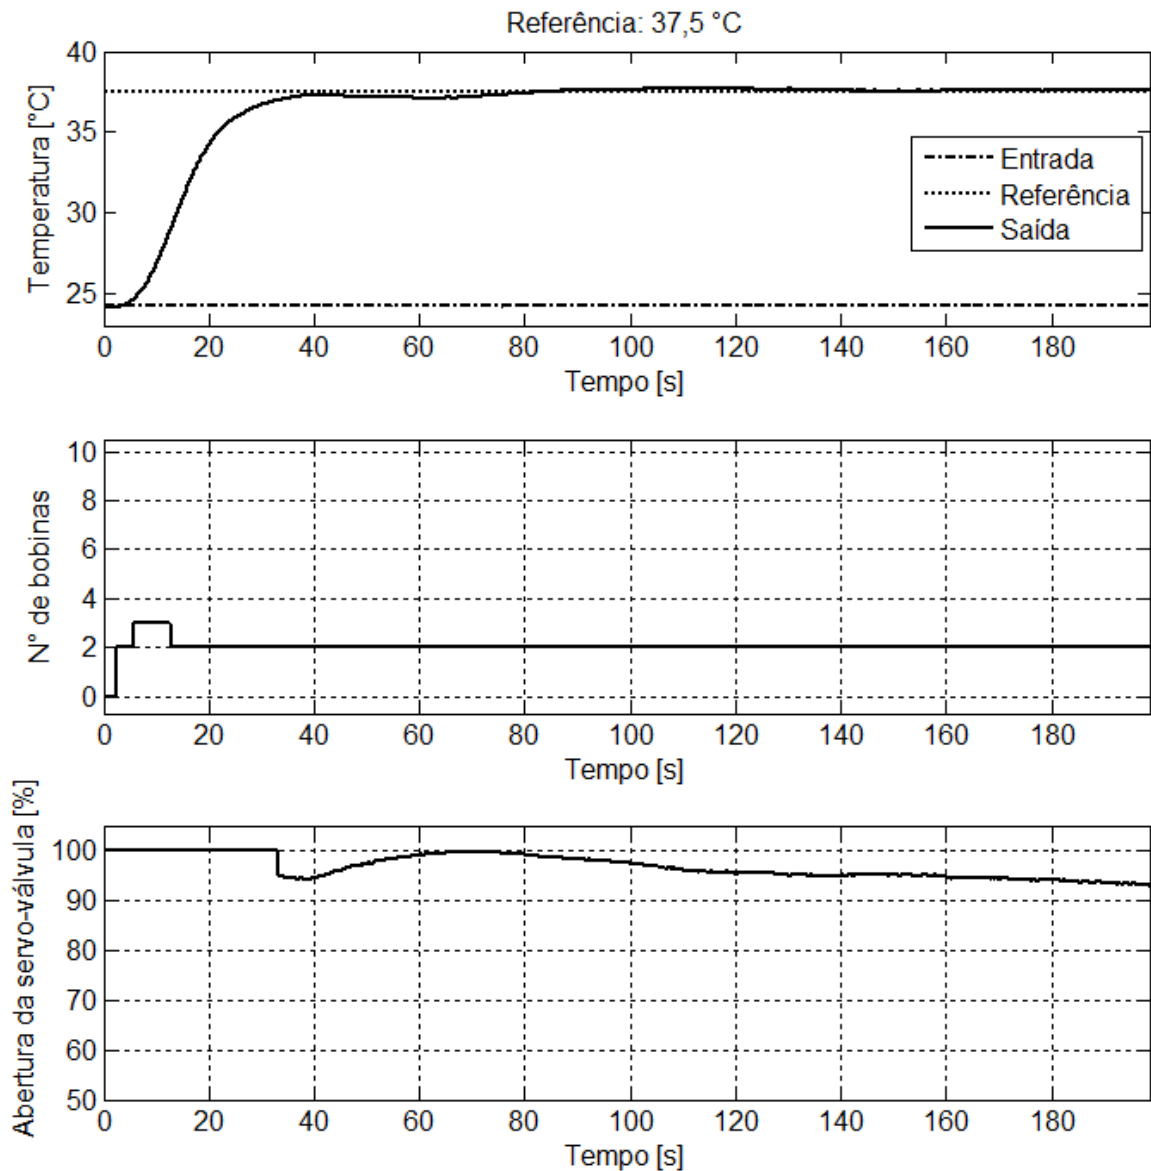 Referência: 37,5 °C
Temperatura [°C]
40
35
30
25
Entrada
Referência
Saída
0 20 40 60 80 100 120 140 160 180
Tempo [s]
N° de bobinas
10
8
6
4
2
0
0 20 40 60 80 100 120 140 160 180
Tempo [s]
Abertura da servo-válvula [%]
100
90
80
70
60
50
0 20 40 60 80 100 120 140 160 180
Tempo [s]